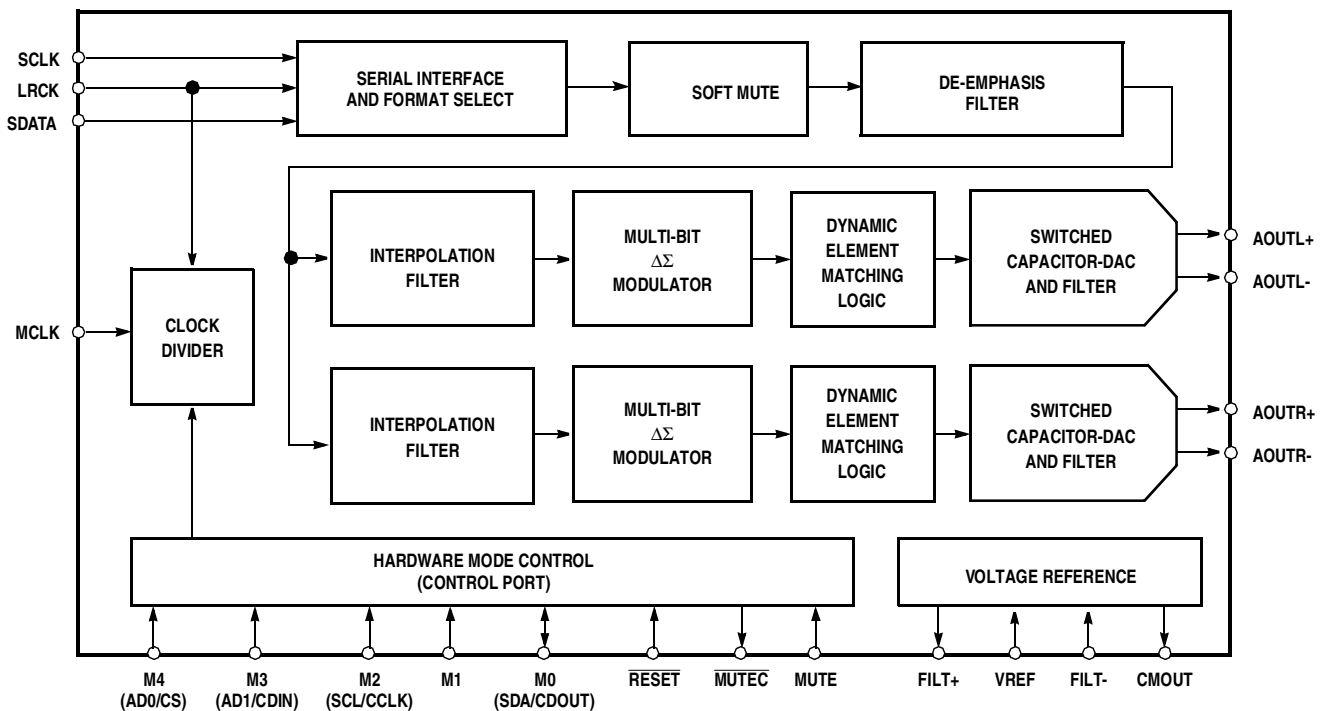 SCLK
LRCK
SDATA
SERIAL INTERFACE
AND FORMAT SELECT
SOFT MUTE
DE-EMPHASIS
FILTER
INTERPOLATION
FILTER
MULTI-BIT
ΔΣ
MODULATOR
DYNAMIC
ELEMENT
MATCHING
LOGIC
SWITCHED
CAPACITOR-DAC
AND FILTER
AOUTL+
AOUTL-
MCLK
CLOCK
DIVIDER
INTERPOLATION
FILTER
MULTI-BIT
ΔΣ
MODULATOR
DYNAMIC
ELEMENT
MATCHING
LOGIC
SWITCHED
CAPACITOR-DAC
AND FILTER
AOUTR+
AOUTR-
HARDWARE MODE CONTROL
(CONTROL PORT)
VOLTAGE REFERENCE
M4
(AD0/CS)
M3
(AD1/CDIN)
M2
(SCL/CCLK)
M1
M0
(SDA/CDOUT)
RESET
MUTEC
MUTE
FILT+
VREF
FILT-
CMOUT